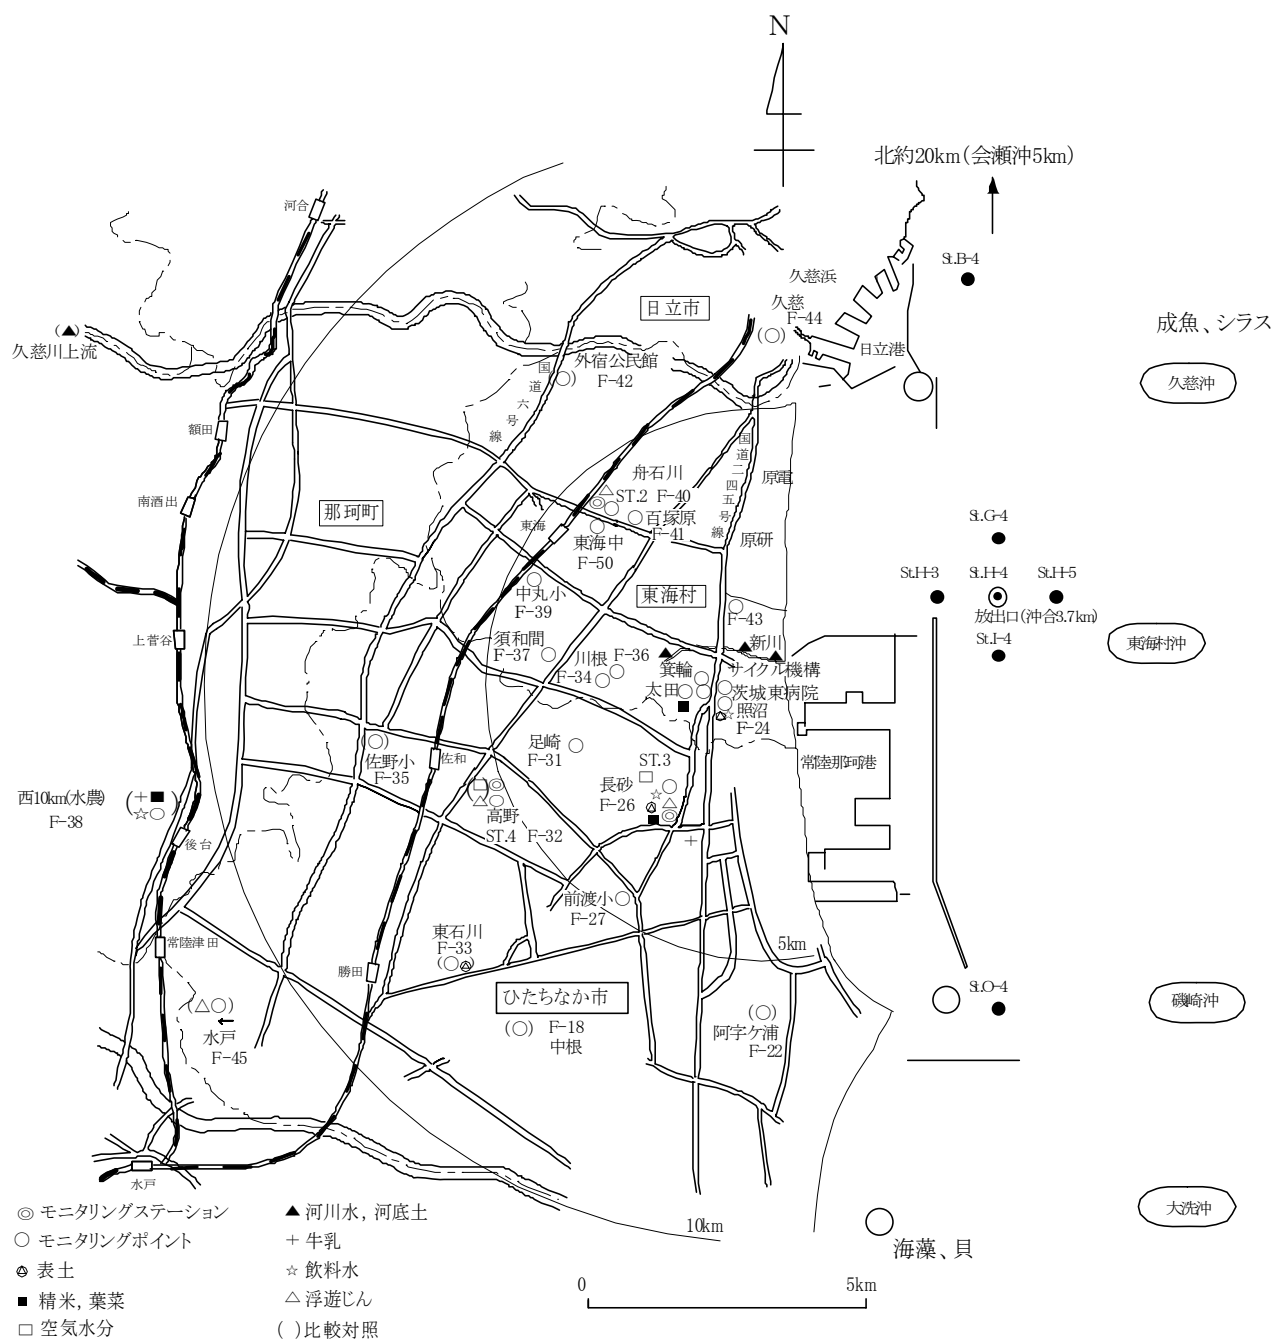 N
北約20km(会瀬沖5km)
河合
St.B-4
久慈浜
日立市
久慈
F-44
成魚、シラス
(▲)
久慈川上流
日立港
外宿公民館
F-42
国道六号線
久慈沖
額田
国道二四五号線
舟石川
原電
ST.2 F-40
南酒出
那珂町
百塚原
F-41
St.G-4
東海
東海中
F-50
原研
St.H-3
St.H-4
St.H-5
中丸小
F-39
東海村
F-43
放出口(沖合3.7km)
上菅谷
須和間
F-37
新川
St.I-4
東海村沖
川根
F-36
F-34
箕輪
サイクル機構
太田
茨城東病院
照沼
F-24
足崎
F-31
佐野小
F-35
佐和
ST.3
常陸那珂港
長砂
F-26
西10km(水農)
F-38
高野
ST.4 F-32
後台
前渡小
F-27
東石川
F-33
5km
常陸津田
勝田
ひたちなか市
St.O-4
磯崎沖
F-18
中根
阿字ケ浦
F-22
水戸
F-45
水戸
大洗沖
10km
海藻、貝
◎ モニタリングステーション
○ モニタリングポイント
表土
■ 精米, 葉菜
□ 空気水分
▲ 河川水, 河底土
+ 牛乳
☆ 飲料水
△ 浮遊じん
( )比較対照
0 5km